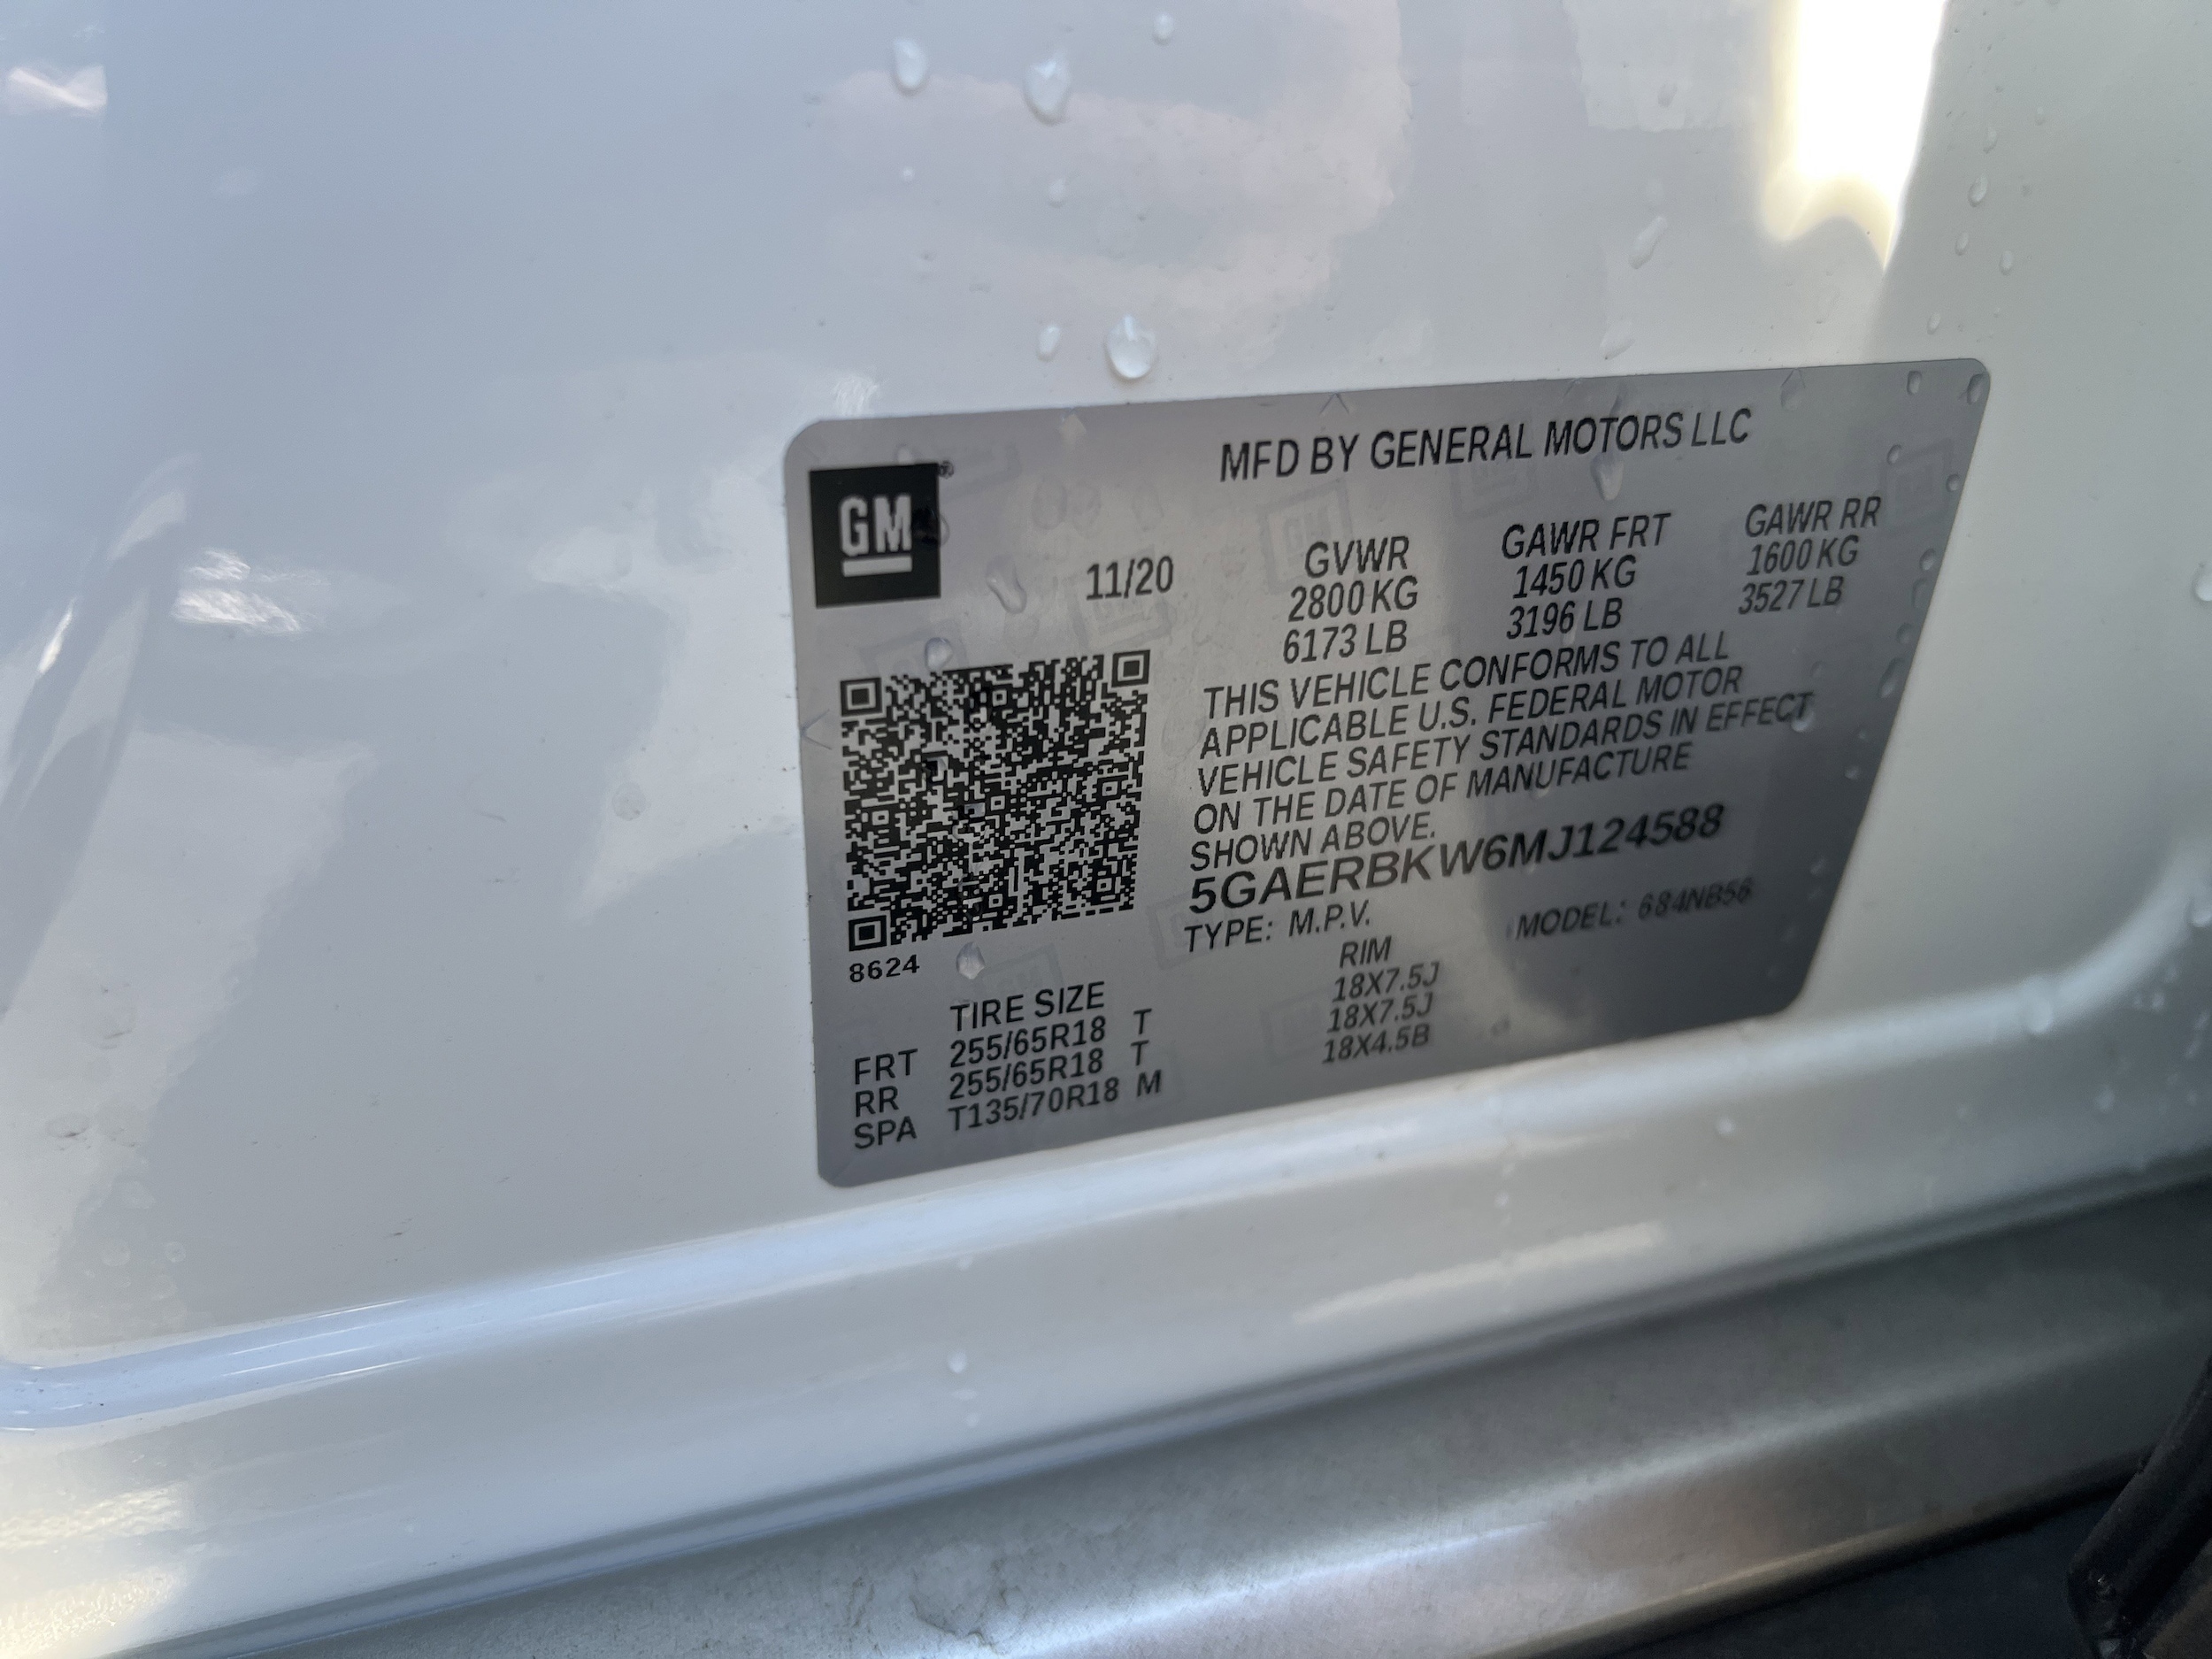 GM ®
MFD BY GENERAL MOTORS LLC
11/20 GVWR GAWR FRT GAWR RR
2800 KG 1450 KG 1600 KG
6173 LB 3196 LB 3527 LB
THIS VEHICLE CONFORMS TO ALL
APPLICABLE U.S. FEDERAL MOTOR
VEHICLE SAFETY STANDARDS IN EFFECT
ON THE DATE OF MANUFACTURE
SHOWN ABOVE.
5GAERBKW6MJ124588
TYPE: M.P.V. MODEL: 684NB56
8624
TIRE SIZE RIM
FRT 255/65R18 T 18X7.5J
RR 255/65R18 T 18X7.5J
SPA T135/70R18 M 18X4.5B